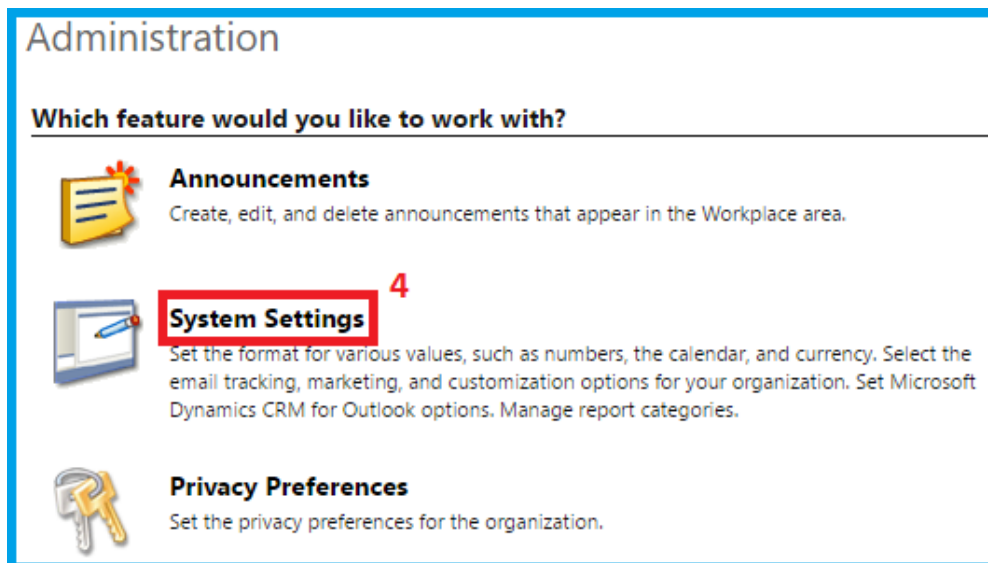 Administration
Which feature would you like to work with?
Announcements
Create, edit, and delete announcements that appear in the Workplace area.
4
System Settings
Set the format for various values, such as numbers, the calendar, and currency. Select the
email tracking, marketing, and customization options for your organization. Set Microsoft
Dynamics CRM for Outlook options. Manage report categories.
Privacy Preferences
Set the privacy preferences for the organization.